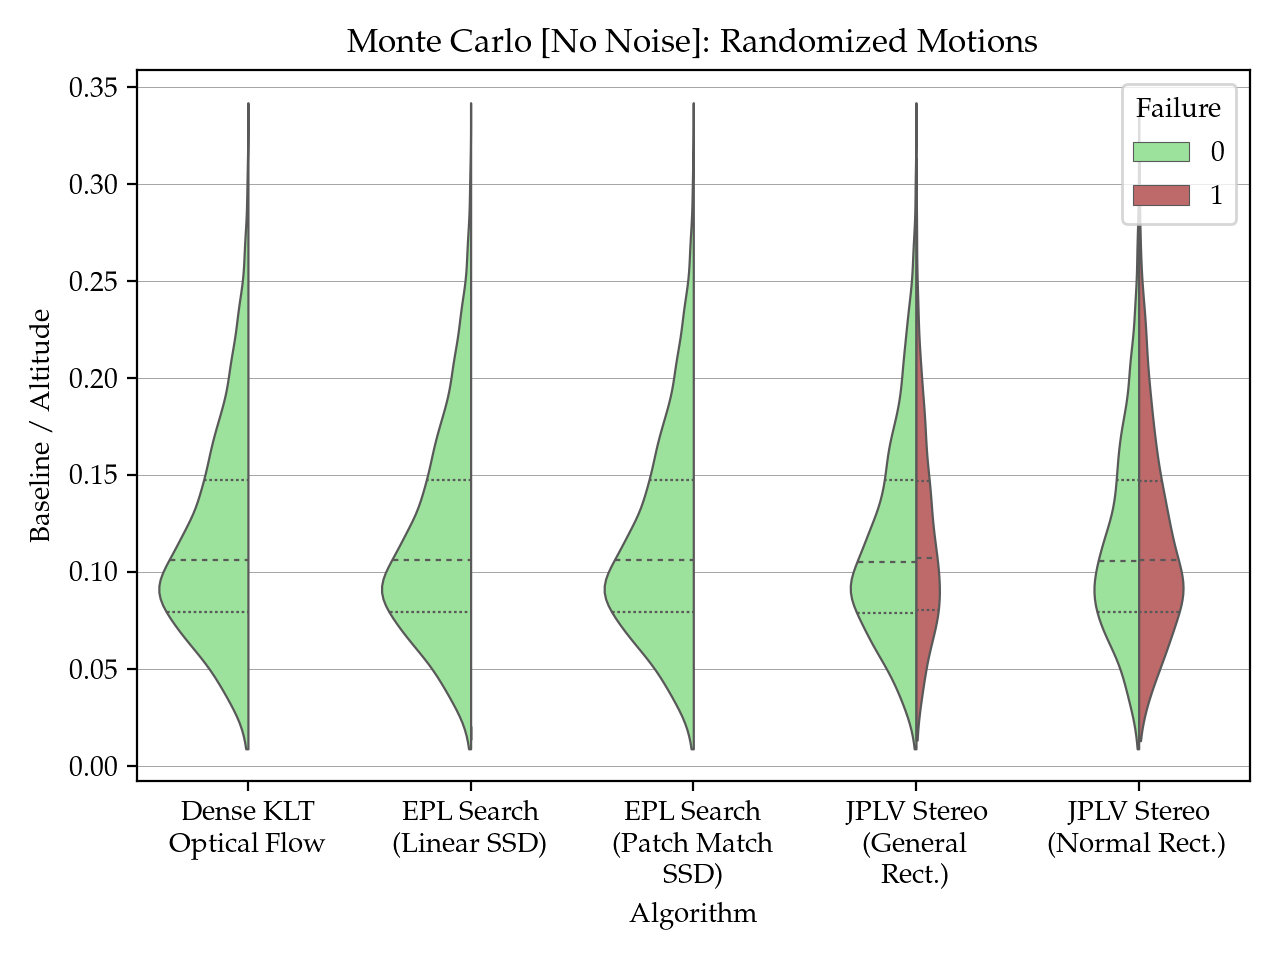 Monte Carlo [No Noise]: Randomized Motions
Failure
0
1
0.35
0.30
0.25
0.20
0.15
0.10
0.05
0.00
Baseline / Altitude
Dense KLT
Optical Flow
EPL Search
(Linear SSD)
EPL Search
(Patch Match
SSD)
JPLV Stereo
(General
Rect.)
JPLV Stereo
(Normal Rect.)
Algorithm